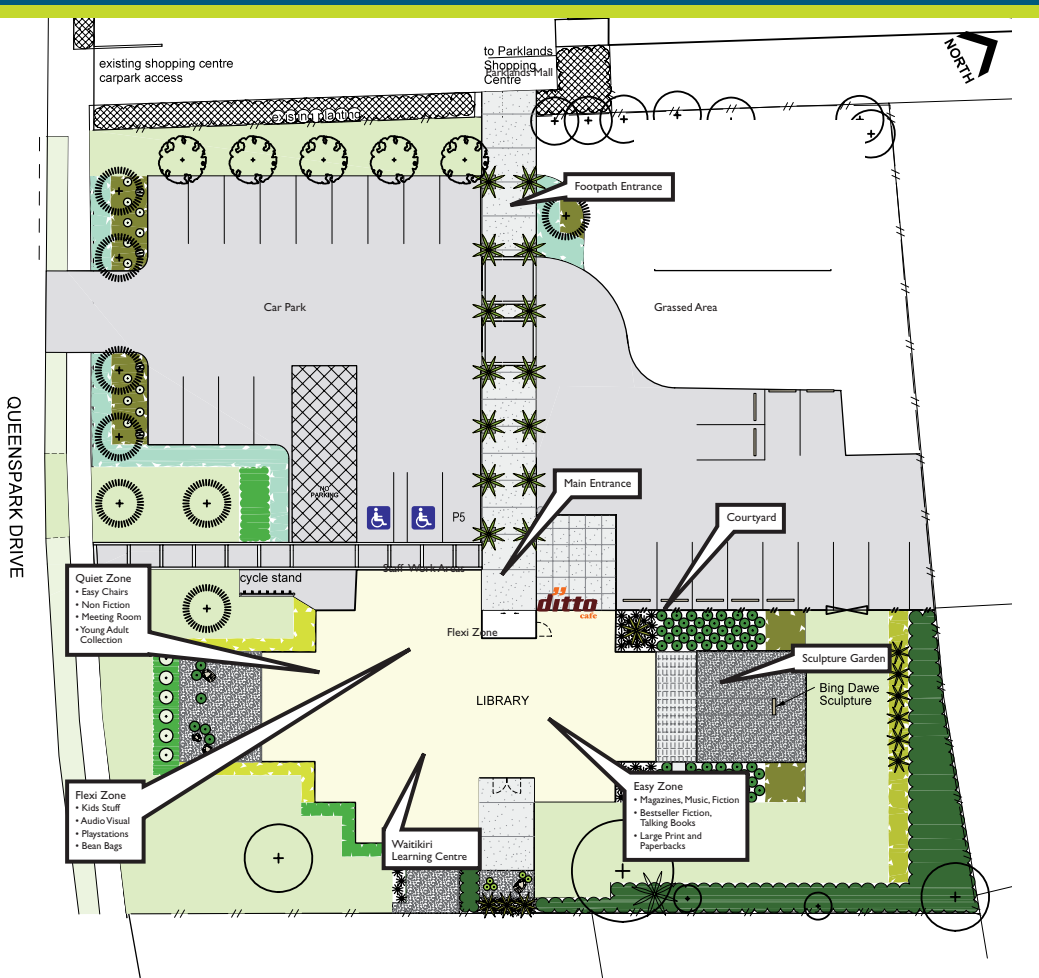 existing shopping centre
carpark access
to Parklands
Shopping
Centre
Parklands Mall
NORTH
existing planting
Footpath Entrance
Car Park
Grassed Area
QUEENSPARK DRIVE
NO
PARKING
P5
Main Entrance
Courtyard
Staff Work Areas
cycle stand
Quiet Zone
• Easy Chairs
• Non Fiction
• Meeting Room
• Young Adult
Collection
ditto
cafe
Flexi Zone
Sculpture Garden
Bing Dawe
Sculpture
LIBRARY
Flexi Zone
• Kids Stuff
• Audio Visual
• Playstations
• Bean Bags
Easy Zone
• Magazines, Music, Fiction
• Bestseller Fiction,
Talking Books
• Large Print and
Paperbacks
Waitikiri
Learning Centre